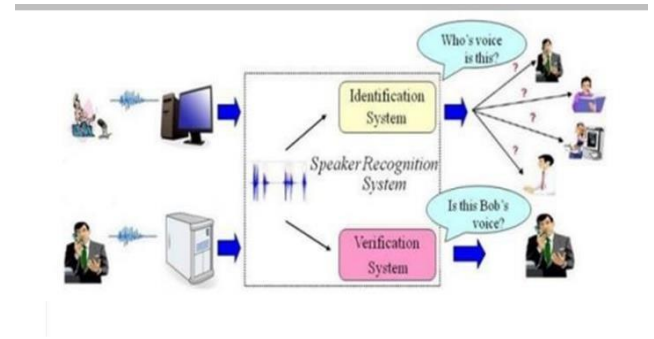 Who's voice
is this?
?
Identification
System
?
?
?
Speaker Recognition
System
Is this Bob's
voice?
Verification
System